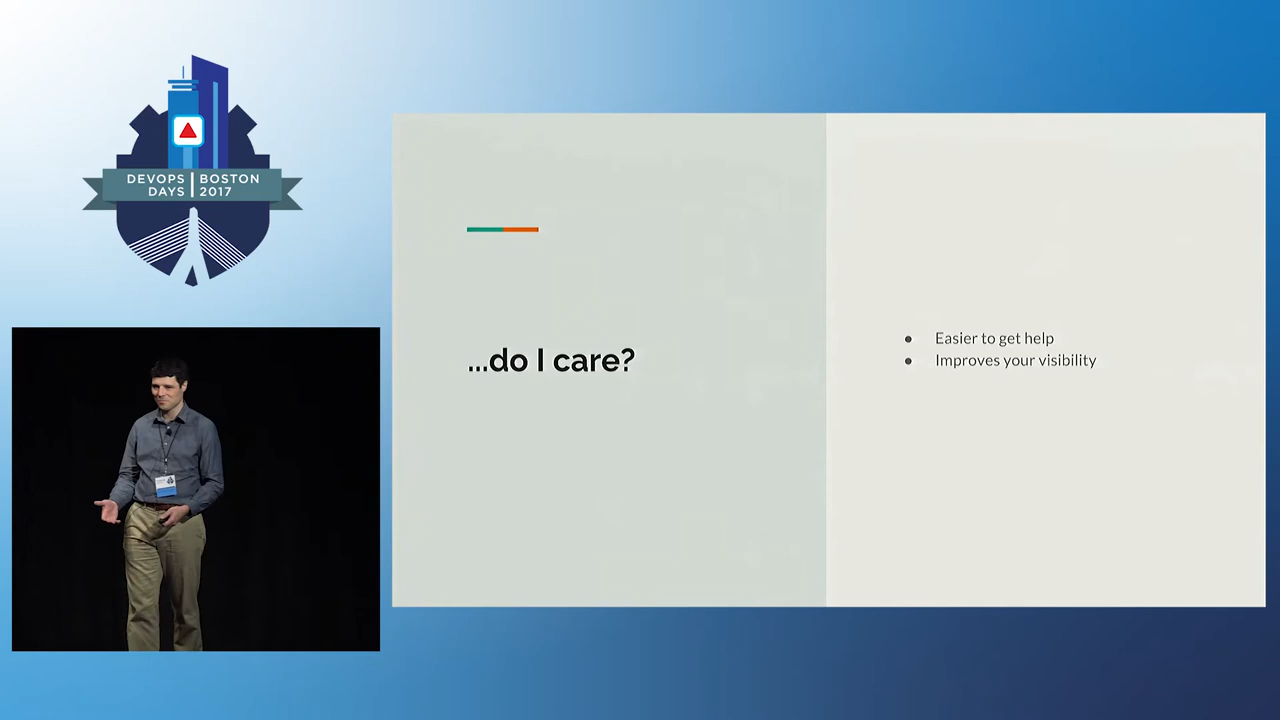 DEVOPS BOSTON
DAYS 2017
...do I care?
● Easier to get help
● Improves your visibility